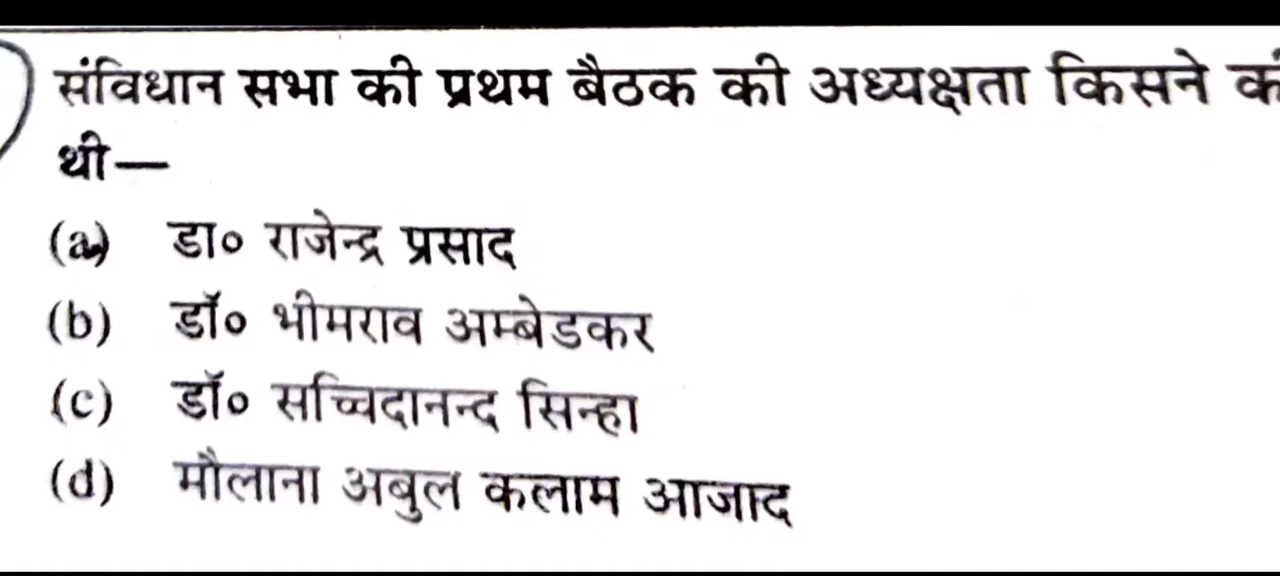 संविधान सभा की प्रथम बैठक की अध्यक्षता किसने
थी—
(a) डा० राजेन्द्र प्रसाद
(b) डॉ० भीमराव अम्बेडकर
(c) डॉ० सच्चिदानन्द सिन्हा
(d) मौलाना अबुल कलाम आजाद